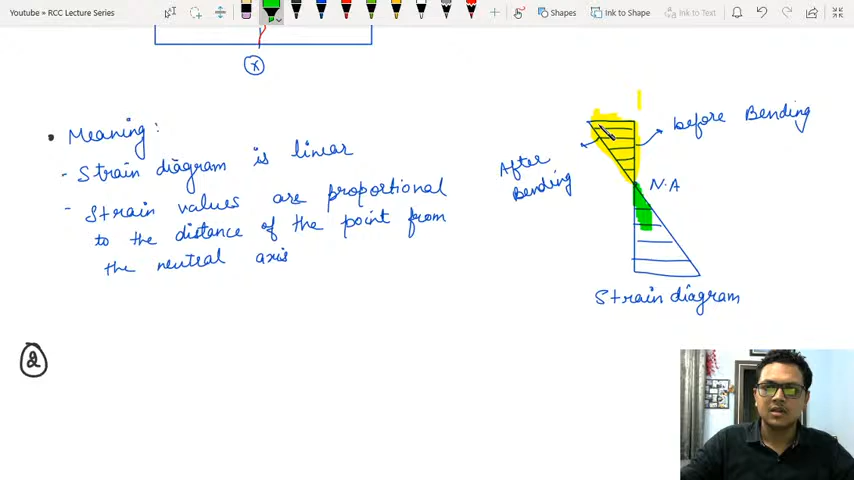 Youtube » RCC Lecture Series
Shapes
Ink to Shape
Ink to Text
x
Meaning:
- Strain diagram is linear
- Strain values are proportional
to the distance of the point from
the neutral axis
before Bending
After
Bending
N.A
Strain diagram
2